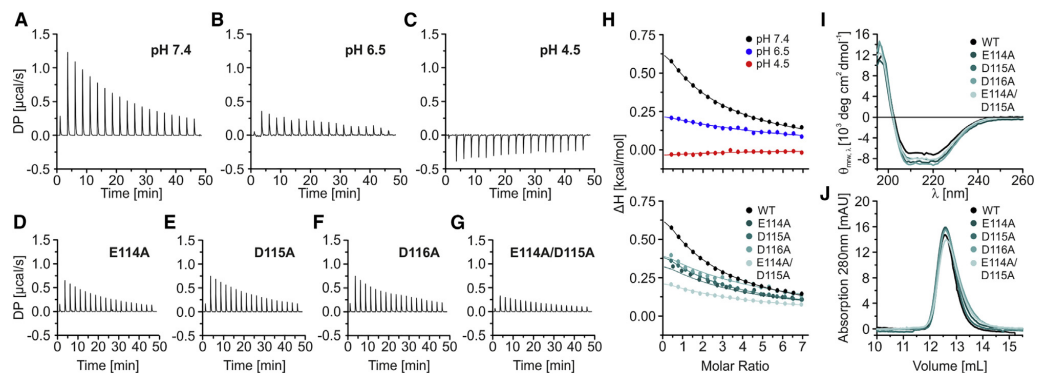 A
B
C
pH 7.4
pH 6.5
pH 4.5
DP [µcal/s]
1.5
1.0
0.5
0.0
-0.5
1.5
1.0
0.5
0.0
-0.5
1.5
1.0
0.5
0.0
-0.5
0 10 20 30 40 50
0 10 20 30 40 50
0 10 20 30 40 50
Time [min]
Time [min]
Time [min]
D
E
F
G
E114A
D115A
D116A
E114A/D115A
DP [µcal/s]
1.5
1.0
0.5
0.0
-0.5
1.5
1.0
0.5
0.0
-0.5
1.5
1.0
0.5
0.0
-0.5
1.5
1.0
0.5
0.0
-0.5
0 10 20 30 40 50
0 10 20 30 40 50
0 10 20 30 40 50
0 10 20 30 40 50
Time [min]
Time [min]
Time [min]
Time [min]
H
pH 7.4
pH 6.5
pH 4.5
0.75
0.50
0.25
0.00
ΔH [kcal/mol]
WT
E114A
D115A
D116A
E114A/
D115A
0.75
0.50
0.25
0.00
0 1 2 3 4 5 6 7
Molar Ratio
I
WT
E114A
D115A
D116A
E114A/
D115A
θmrw,λ [10³ deg cm² dmol⁻¹]
16
12
8
4
0
-4
-8
200 220 240 260
λ [nm]
J
WT
E114A
D115A
D116A
E114A/
D115A
Absorption 280nm [mAU]
20
16
12
8
4
0
10 11 12 13 14 15
Volume [mL]